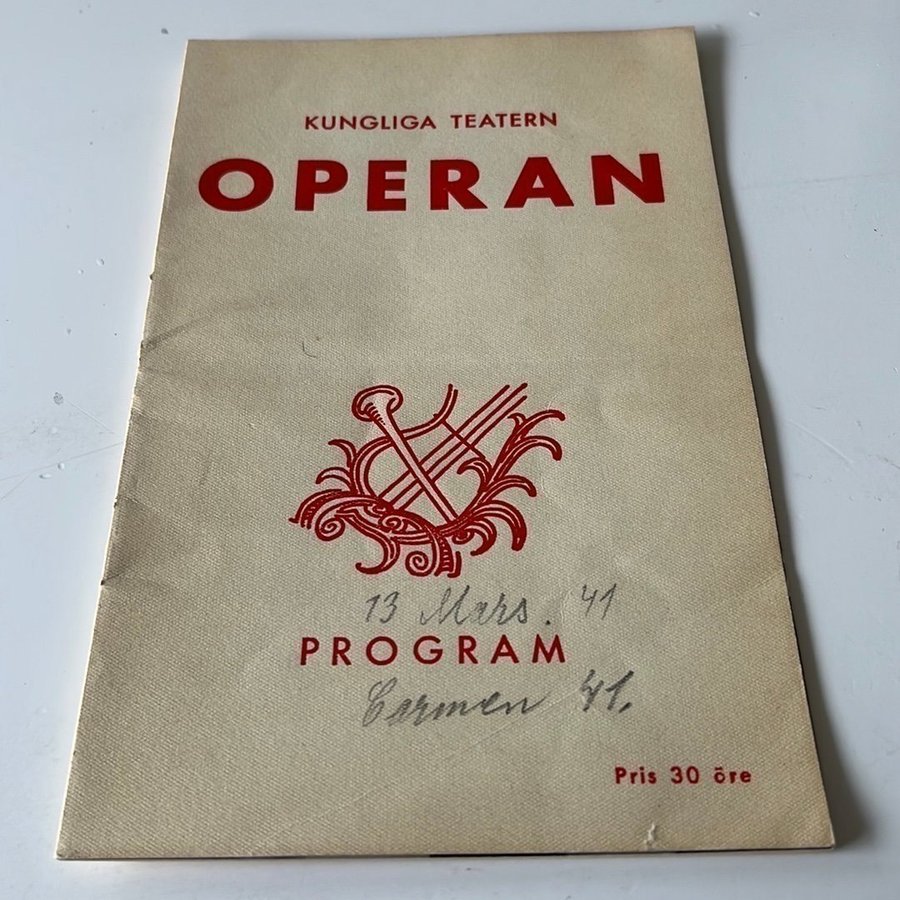 KUNGLIGA TEATERN
OPERAN
13 Mars. 41
PROGRAM
Carmen 41.
Pris 30 öre